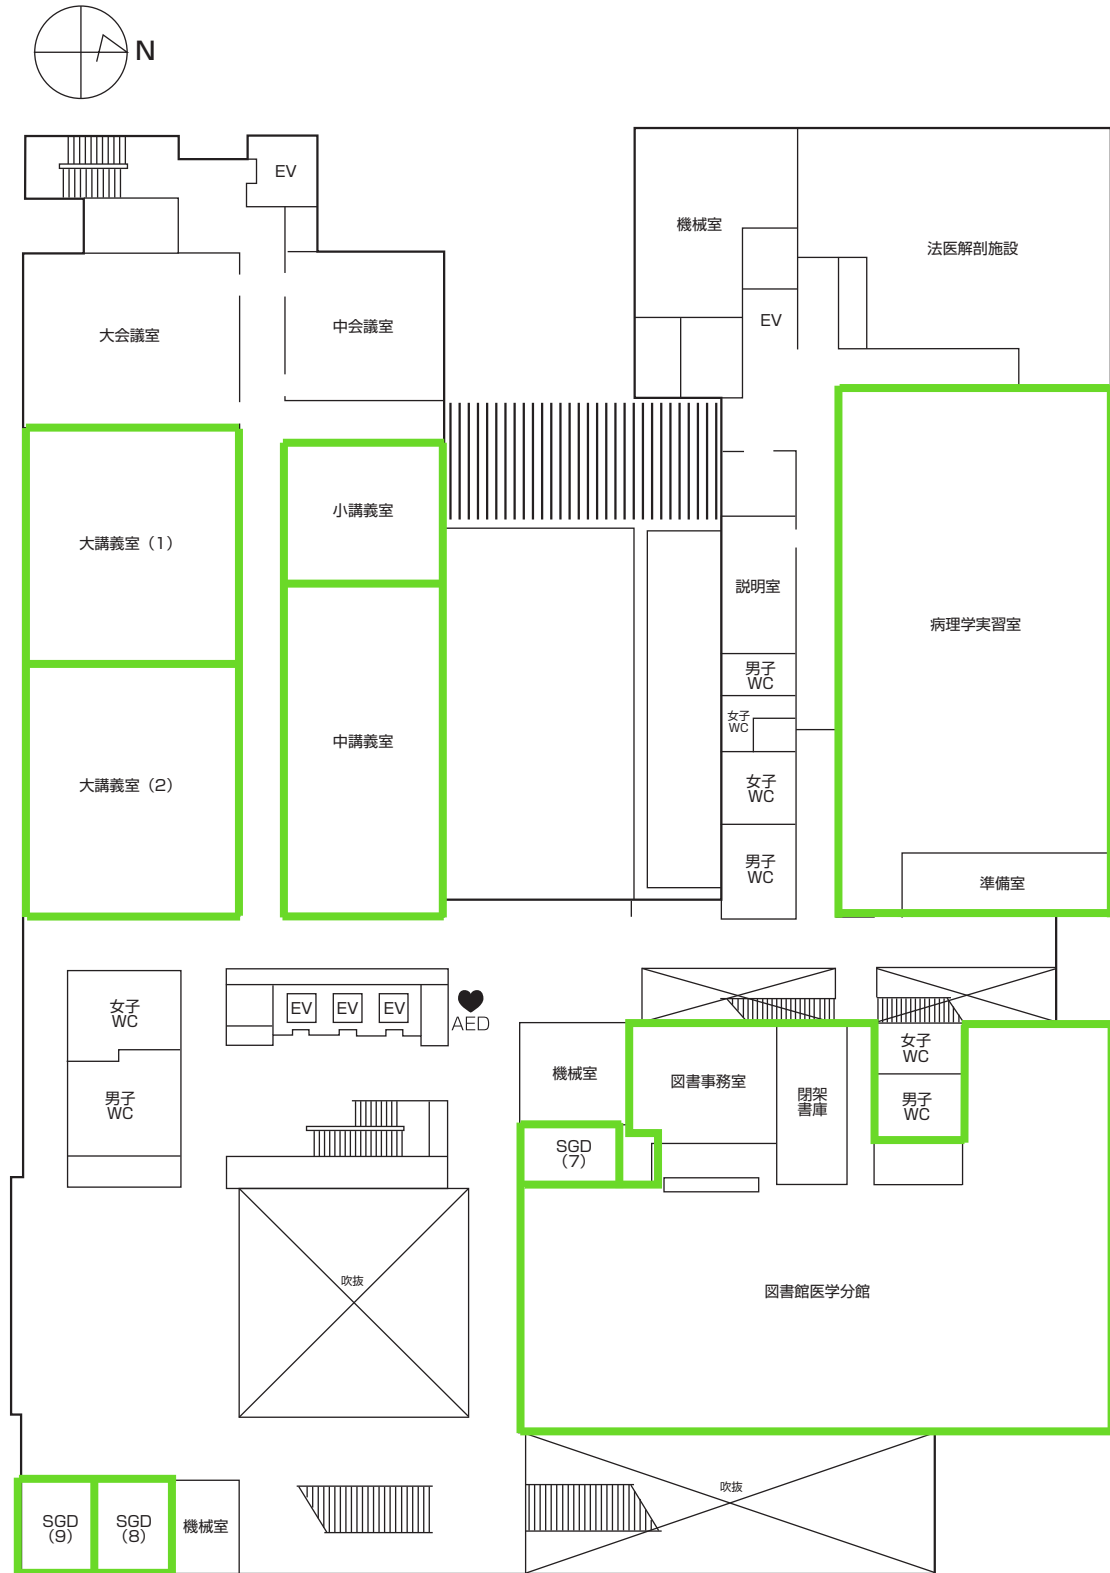 N
EV
機械室
法医解剖施設
大会議室
中会議室
EV
小講義室
大講義室（1）
説明室
病理学実習室
男子
WC
女子
WC
中講義室
大講義室（2）
女子
WC
男子
WC
準備室
女子
WC
EV
EV
EV
AED
男子
WC
機械室
図書事務室
閉架
書庫
女子
WC
男子
WC
SGD
（7）
吹抜
図書館医学分館
吹抜
SGD
（9）
SGD
（8）
機械室